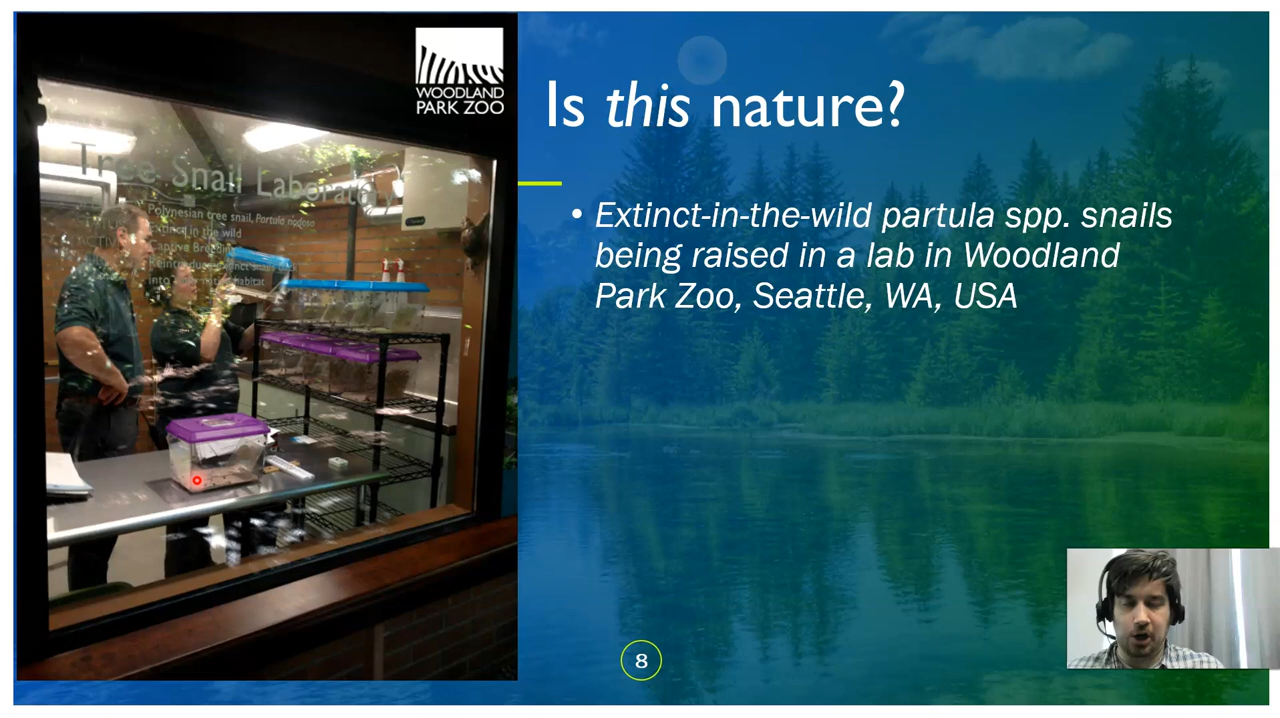 WOODLAND
PARK ZOO
Is this nature?
Tree Snail Laboratory
Polynesian tree snail, Partula nodosa
Extinct in the wild
Captive Breeding
• Extinct-in-the-wild partula spp. snails
being raised in a lab in Woodland
Park Zoo, Seattle, WA, USA
8